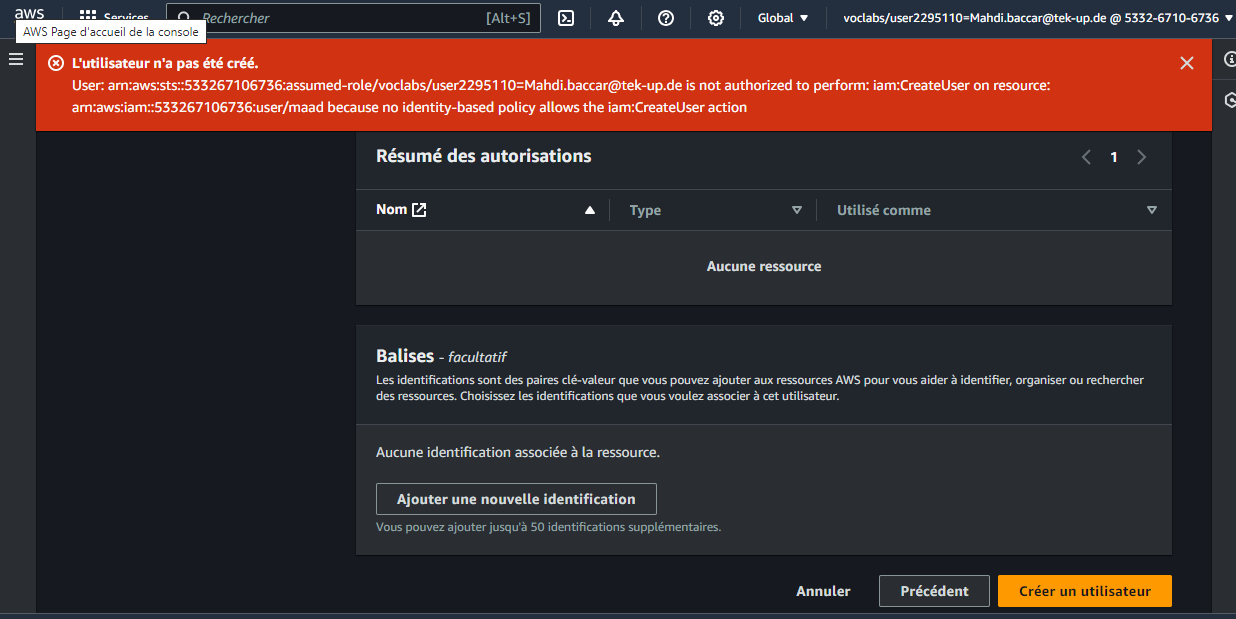 aws
Services
Rechercher
[Alt+S]
Global
voclabs/user2295110=Mahdi.baccar@tek-up.de @ 5332-6710-6736
AWS Page d'accueil de la console
L'utilisateur n'a pas été créé.
User: arn:aws:sts::533267106736:assumed-role/voclabs/user2295110=Mahdi.baccar@tek-up.de is not authorized to perform: iam:CreateUser on resource:
arn:aws:iam::533267106736:user/maad because no identity-based policy allows the iam:CreateUser action
Résumé des autorisations
1
Nom
Type
Utilisé comme
Aucune ressource
Balises - facultatif
Les identifications sont des paires clé-valeur que vous pouvez ajouter aux ressources AWS pour vous aider à identifier, organiser ou rechercher
des ressources. Choisissez les identifications que vous voulez associer à cet utilisateur.
Aucune identification associée à la ressource.
Ajouter une nouvelle identification
Vous pouvez ajouter jusqu'à 50 identifications supplémentaires.
Annuler
Précédent
Créer un utilisateur